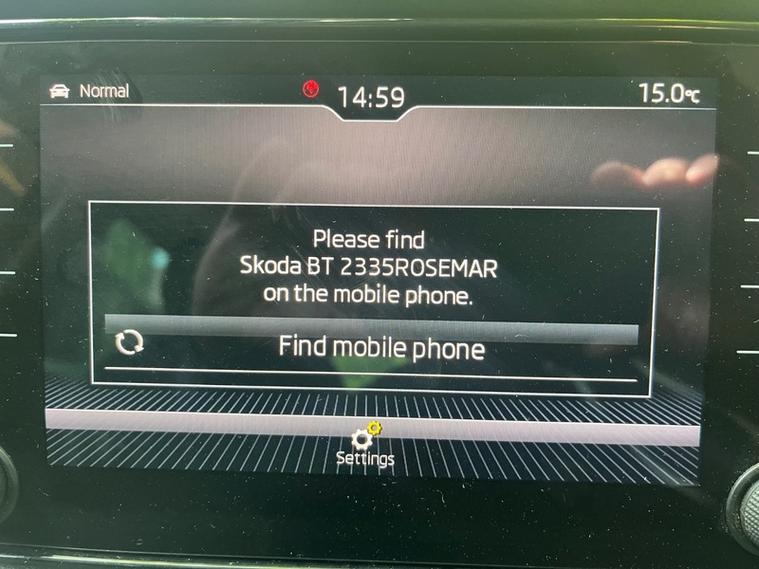 Normal
14:59
15.0°C
Please find
Skoda BT 2335ROSEMAR
on the mobile phone.
Find mobile phone
Settings